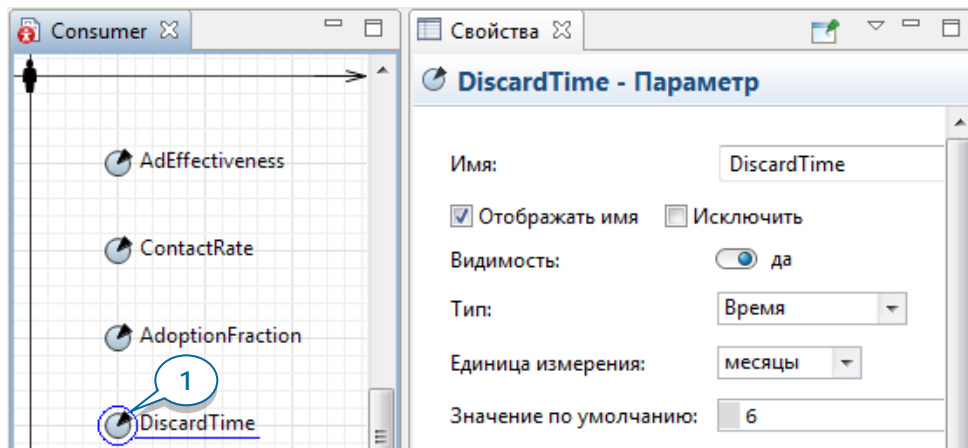 Consumer
AdEffectiveness
ContactRate
AdoptionFraction
1
DiscardTime
Свойства
DiscardTime - Параметр
Имя: DiscardTime
Отображать имя Исключить
Видимость: да
Тип: Время
Единица измерения: месяцы
Значение по умолчанию: 6